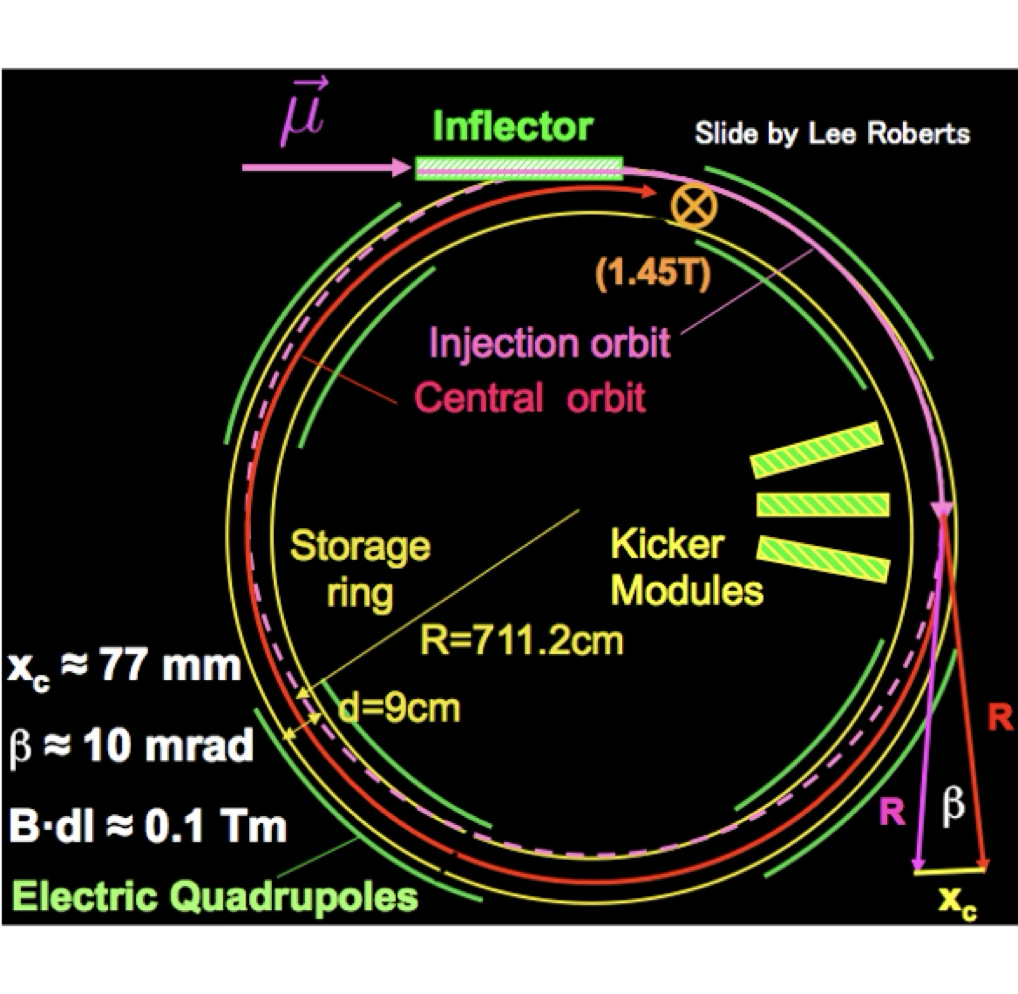 μ⃗
Inflector
Slide by Lee Roberts
(1.45T)
Injection orbit
Central orbit
Storage
ring
Kicker
Modules
R=711.2cm
d=9cm
xc ≈ 77 mm
β ≈ 10 mrad
B·dl ≈ 0.1 Tm
Electric Quadrupoles
R
R
β
xc